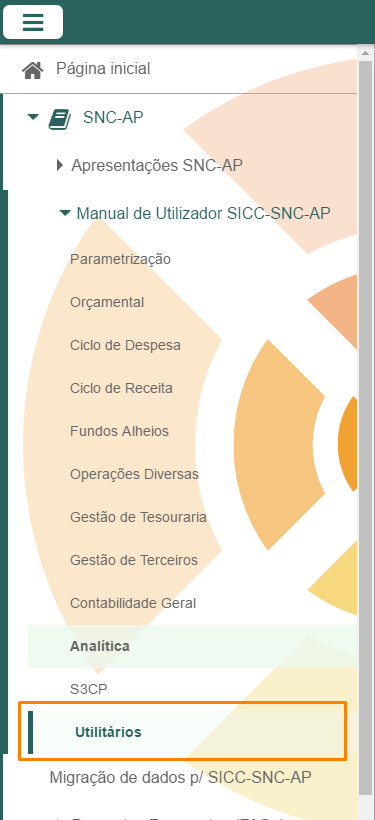 Página inicial
SNC-AP
Apresentações SNC-AP
Manual de Utilizador SICC-SNC-AP
Parametrização
Orçamental
Ciclo de Despesa
Ciclo de Receita
Fundos Alheios
Operações Diversas
Gestão de Tesouraria
Gestão de Terceiros
Contabilidade Geral
Analítica
S3CP
Utilitários
Migração de dados p/ SICC-SNC-AP